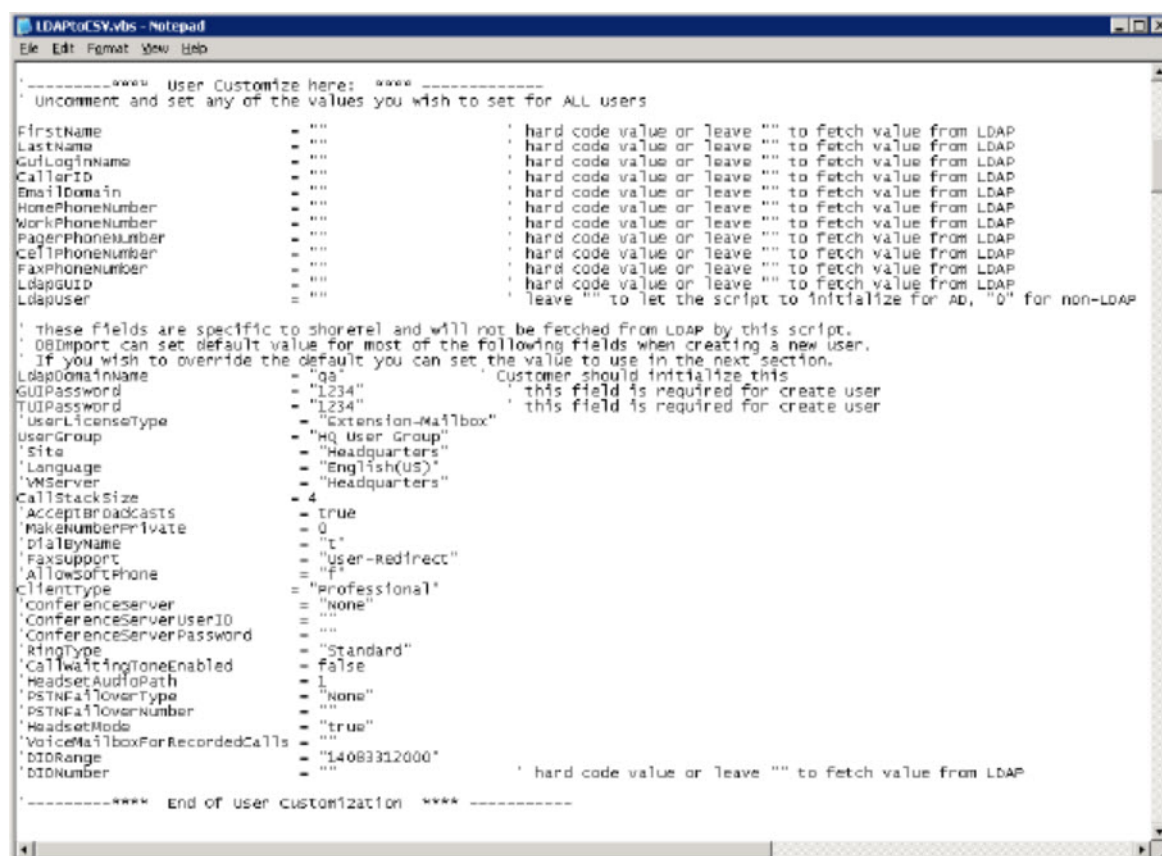 LDAPtoCSV.vbs - Notepad
File Edit Format View Help
'---------**** User Customize here: **** -------------
' Uncomment and set any of the values you wish to set for ALL users
FirstName = "" ' hard code value or leave "" to fetch value from LDAP
LastName = "" ' hard code value or leave "" to fetch value from LDAP
GuiLoginName = "" ' hard code value or leave "" to fetch value from LDAP
CallerID = "" ' hard code value or leave "" to fetch value from LDAP
EmailDomain = "" ' hard code value or leave "" to fetch value from LDAP
HomePhoneNumber = "" ' hard code value or leave "" to fetch value from LDAP
WorkPhoneNumber = "" ' hard code value or leave "" to fetch value from LDAP
PagerPhoneNumber = "" ' hard code value or leave "" to fetch value from LDAP
CellPhoneNumber = "" ' hard code value or leave "" to fetch value from LDAP
FaxPhoneNumber = "" ' hard code value or leave "" to fetch value from LDAP
LdapGUID = "" ' hard code value or leave "" to fetch value from LDAP
LdapUser = "" ' leave "" to let the script to initialize for AD, "0" for non-LDAP
' These fields are specific to ShoreTel and will not be fetched from LDAP by this script.
' DBImport can set default value for most of the following fields when creating a new user.
' If you wish to override the default you can set the value to use in the next section.
LdapDomainName = "qa" ' Customer should initialize this
GUIPassword = "1234" ' this field is required for create user
TUIPassword = "1234" ' this field is required for create user
'UserLicenseType = "Extension-Mailbox"
UserGroup = "HQ User Group"
'Site = "Headquarters"
'Language = "English(US)"
'VMServer = "Headquarters"
CallStackSize = 4
'AcceptBroadcasts = true
'MakeNumberPrivate = 0
'DialByName = "t"
'FaxSupport = "User-Redirect"
'AllowSoftPhone = "f"
ClientType = "Professional"
'ConferenceServer = "None"
'ConferenceServerUserID = ""
'ConferenceServerPassword = ""
'RingType = "Standard"
'CallWaitingToneEnabled = false
'HeadsetAudioPath = 1
'PSTNFailOverType = "None"
'PSTNFailOverNumber = ""
'HeadsetMode = "true"
'VoiceMailboxForRecordedCalls = ""
'DIDRange = "14083312000"
'DIDNumber = "" ' hard code value or leave "" to fetch value from LDAP
'---------**** End of User Customization **** -----------